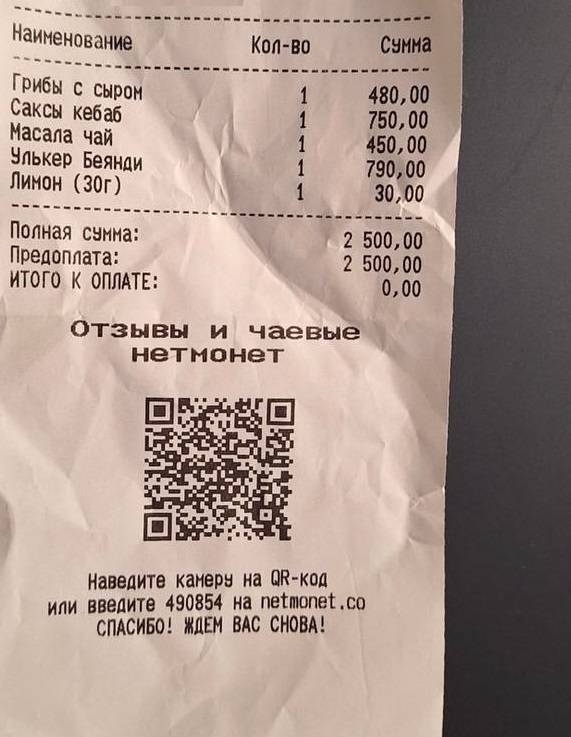 Наименование Кол-во Сумма
Грибы с сыром 1 480,00
Саксы кебаб 1 750,00
Масала чай 1 450,00
Улькер Беянди 1 790,00
Лимон (30г) 1 30,00
Полная сумма: 2 500,00
Предоплата: 2 500,00
ИТОГО К ОПЛАТЕ: 0,00
Отзывы и чаевые
нетмонет
Наведите камеру на QR-код
или введите 490854 на netmonet.co
СПАСИБО! ЖДЕМ ВАС СНОВА!